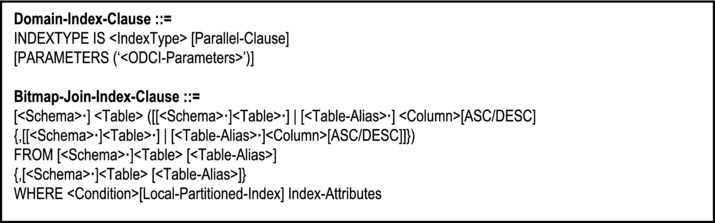 Domain-Index-Clause ::=
INDEXTYPE IS <IndexType> [Parallel-Clause]
[PARAMETERS (‘<ODCI-Parameters>’)]
Bitmap-Join-Index-Clause ::=
[<Schema>·] <Table> ([[<Schema>·]<Table>·] | [<Table-Alias>·] <Column>[ASC/DESC]
{,[[<Schema>·]<Table>·] | [<Table-Alias>·]<Column>[ASC/DESC]]})
FROM [<Schema>·]<Table> [<Table-Alias>]
{,[<Schema>·]<Table> [<Table-Alias>]}
WHERE <Condition>[Local-Partitioned-Index] Index-Attributes